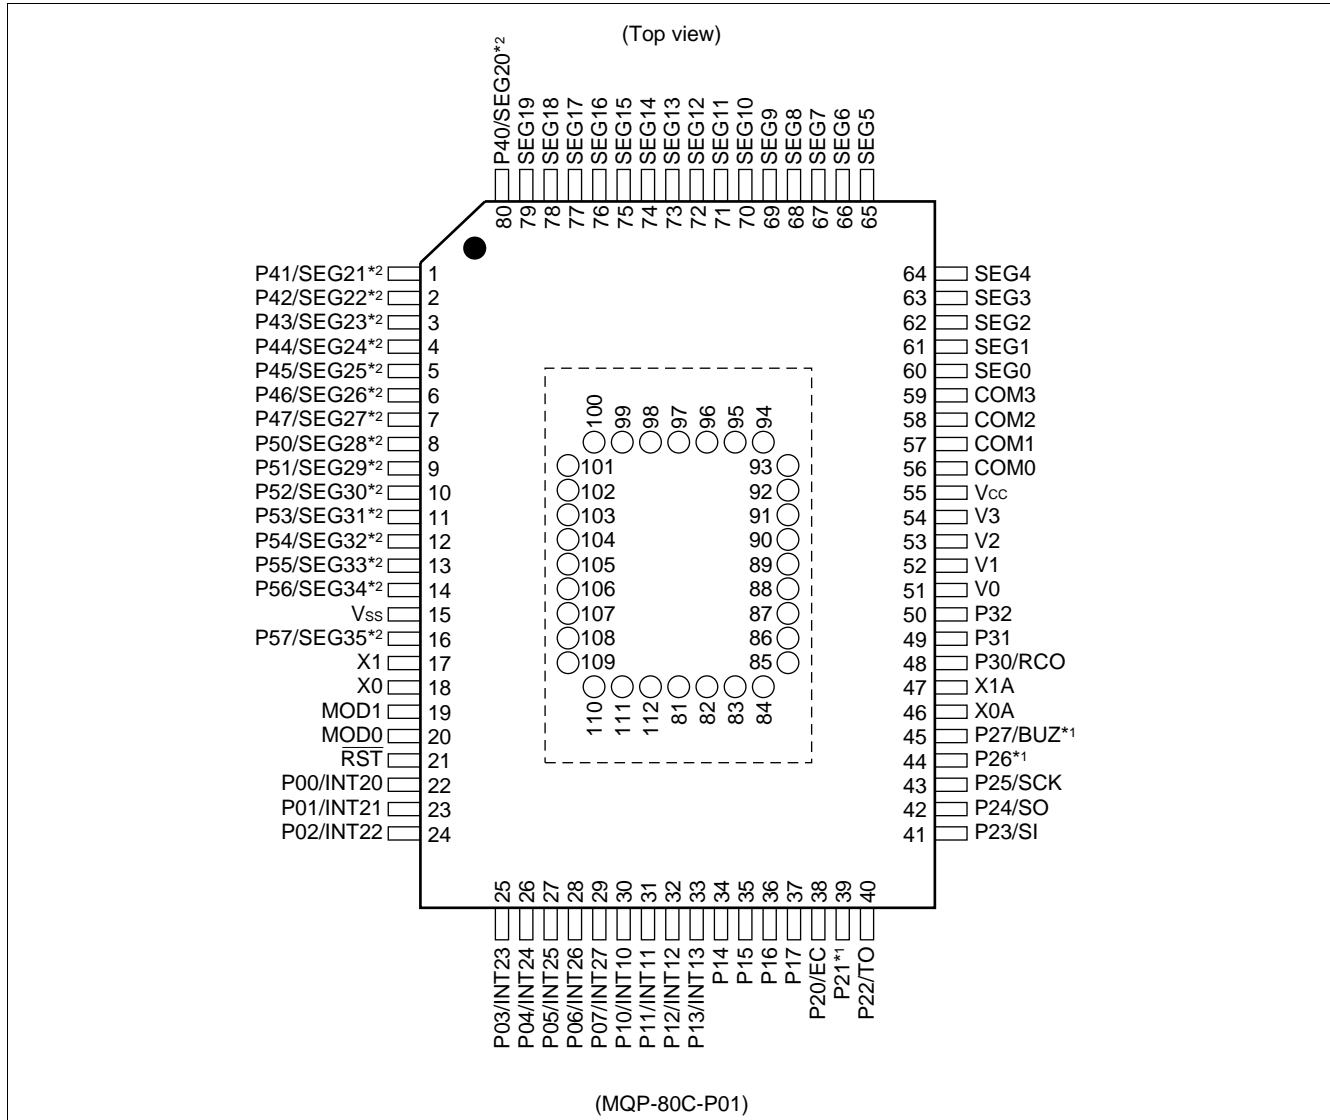 (Top view)
P40/SEG20*2
SEG19
SEG18
SEG17
SEG16
SEG15
SEG14
SEG13
SEG12
SEG11
SEG10
SEG9
SEG8
SEG7
SEG6
SEG5
80 79 78 77 76 75 74 73 72 71 70 69 68 67 66 65
P41/SEG21*2 1 64 SEG4
P42/SEG22*2 2 63 SEG3
P43/SEG23*2 3 62 SEG2
P44/SEG24*2 4 61 SEG1
P45/SEG25*2 5 60 SEG0
P46/SEG26*2 6 59 COM3
P47/SEG27*2 7 58 COM2
P50/SEG28*2 8 57 COM1
P51/SEG29*2 9 56 COM0
P52/SEG30*2 10 55 VCC
P53/SEG31*2 11 54 V3
P54/SEG32*2 12 53 V2
P55/SEG33*2 13 52 V1
P56/SEG34*2 14 51 V0
VSS 15 50 P32
P57/SEG35*2 16 49 P31
X1 17 48 P30/RCO
X0 18 47 X1A
MOD1 19 46 X0A
MOD0 20 45 P27/BUZ*1
RST 21 44 P26*1
P00/INT20 22 43 P25/SCK
P01/INT21 23 42 P24/SO
P02/INT22 24 41 P23/SI
100 99 98 97 96 95 94
101 93
102 92
103 91
104 90
105 89
106 88
107 87
108 86
109 85
110 111 112 81 82 83 84
25 26 27 28 29 30 31 32 33 34 35 36 37 38 39 40
P03/INT23
P04/INT24
P05/INT25
P06/INT26
P07/INT27
P10/INT10
P11/INT11
P12/INT12
P13/INT13
P14
P15
P16
P17
P20/EC
P21*1
P22/TO
(MQP-80C-P01)